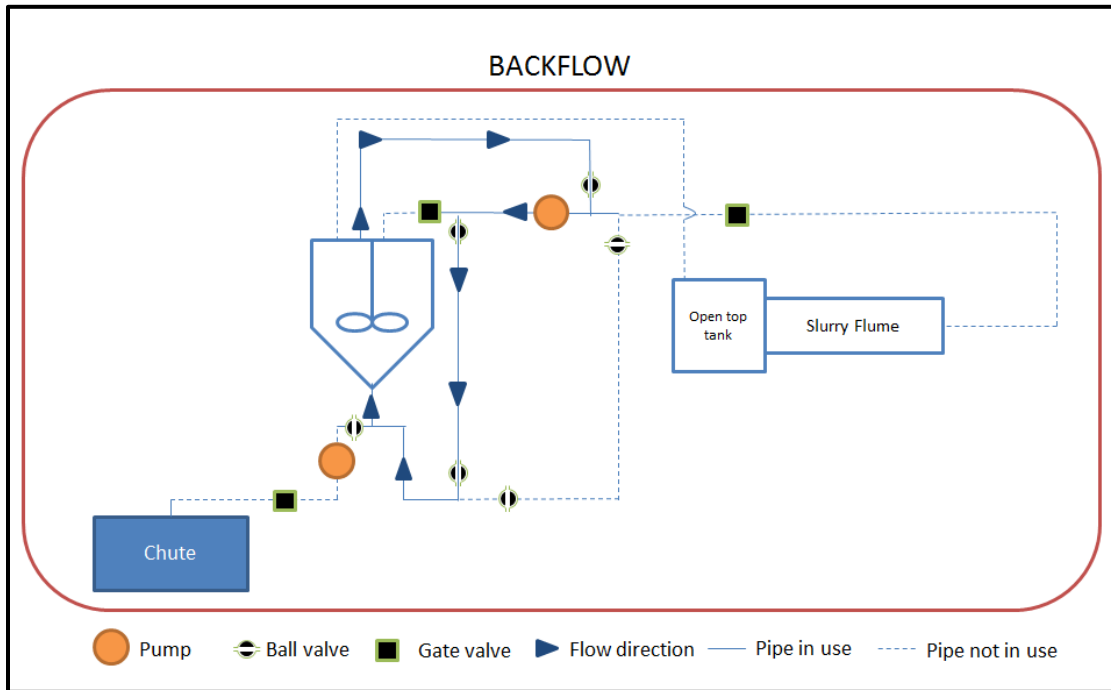 BACKFLOW
Open top
tank
Slurry Flume
Chute
Pump
Ball valve
Gate valve
Flow direction
Pipe in use
Pipe not in use